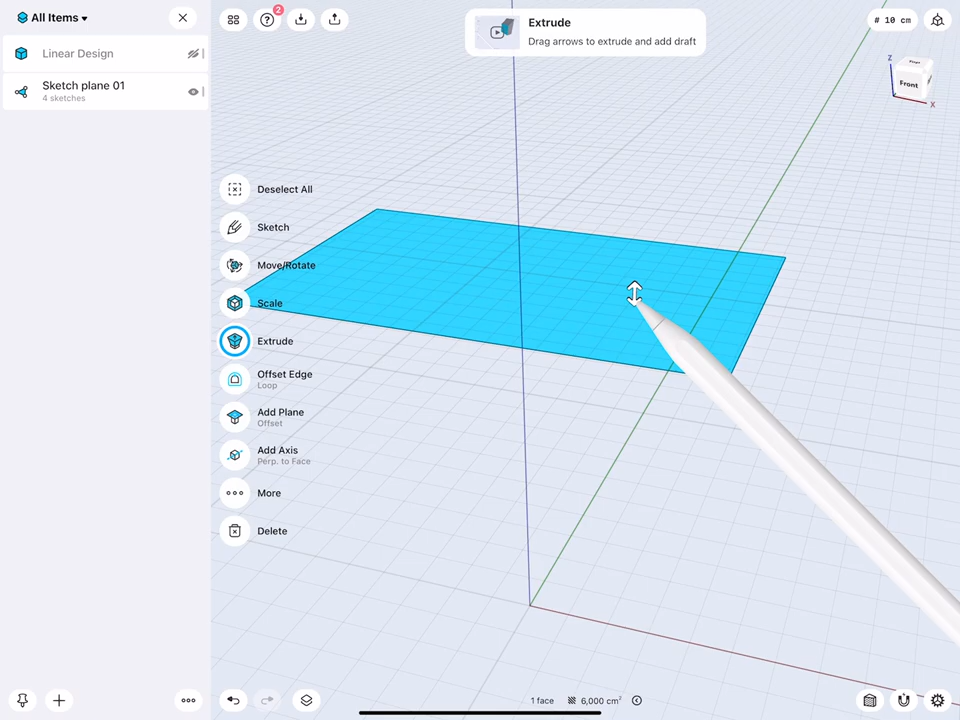 All Items
2
Extrude
Drag arrows to extrude and add draft
# 10 cm
Linear Design
Sketch plane 01
4 sketches
Z
Front
X
Deselect All
Sketch
Move/Rotate
Scale
Extrude
Offset Edge
Loop
Add Plane
Offset
Add Axis
Perp. to Face
More
Delete
1 face
6,000 cm²